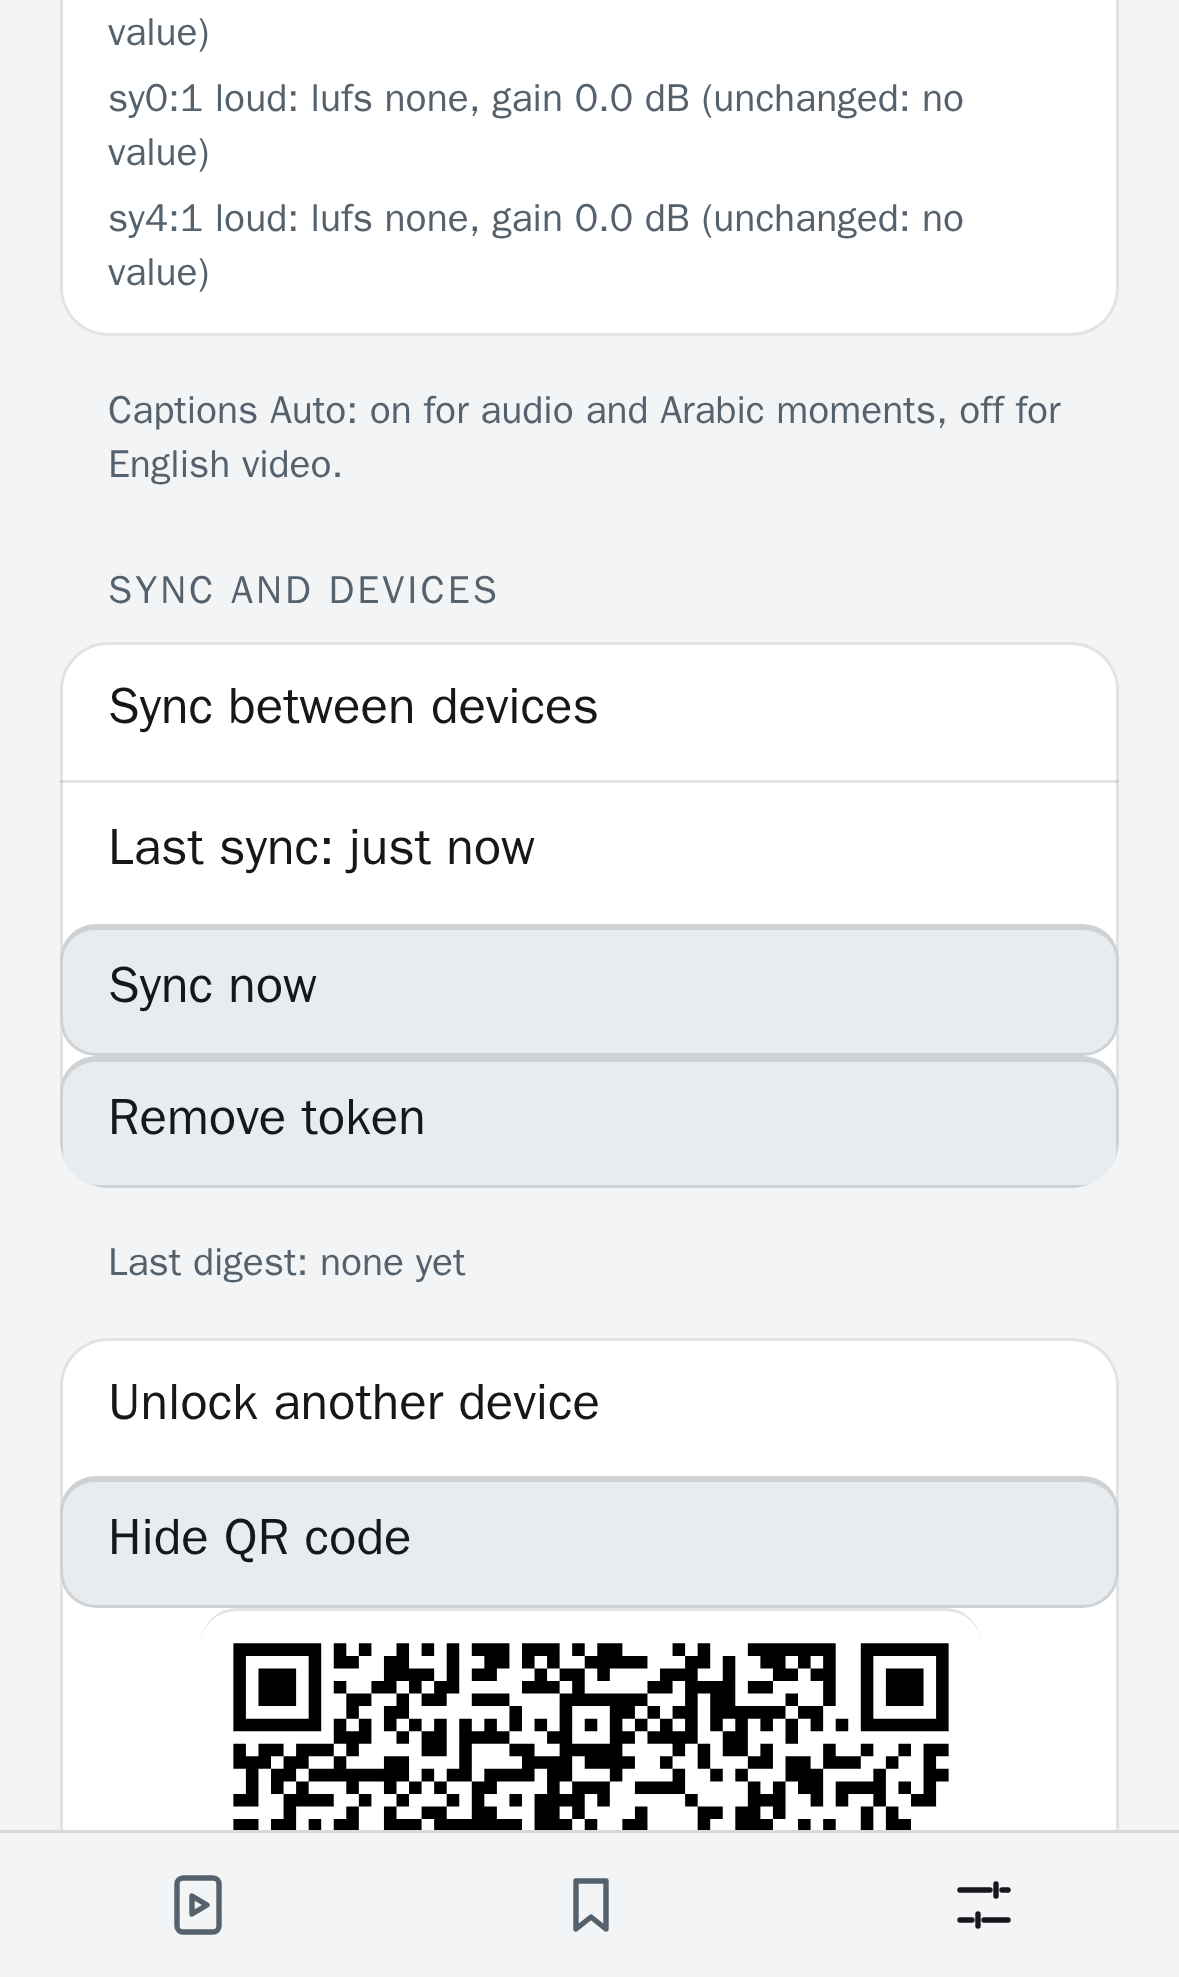 value)
sy0:1 loud: lufs none, gain 0.0 dB (unchanged: no
value)
sy4:1 loud: lufs none, gain 0.0 dB (unchanged: no
value)
Captions Auto: on for audio and Arabic moments, off for
English video.
SYNC AND DEVICES
Sync between devices
Last sync: just now
Sync now
Remove token
Last digest: none yet
Unlock another device
Hide QR code